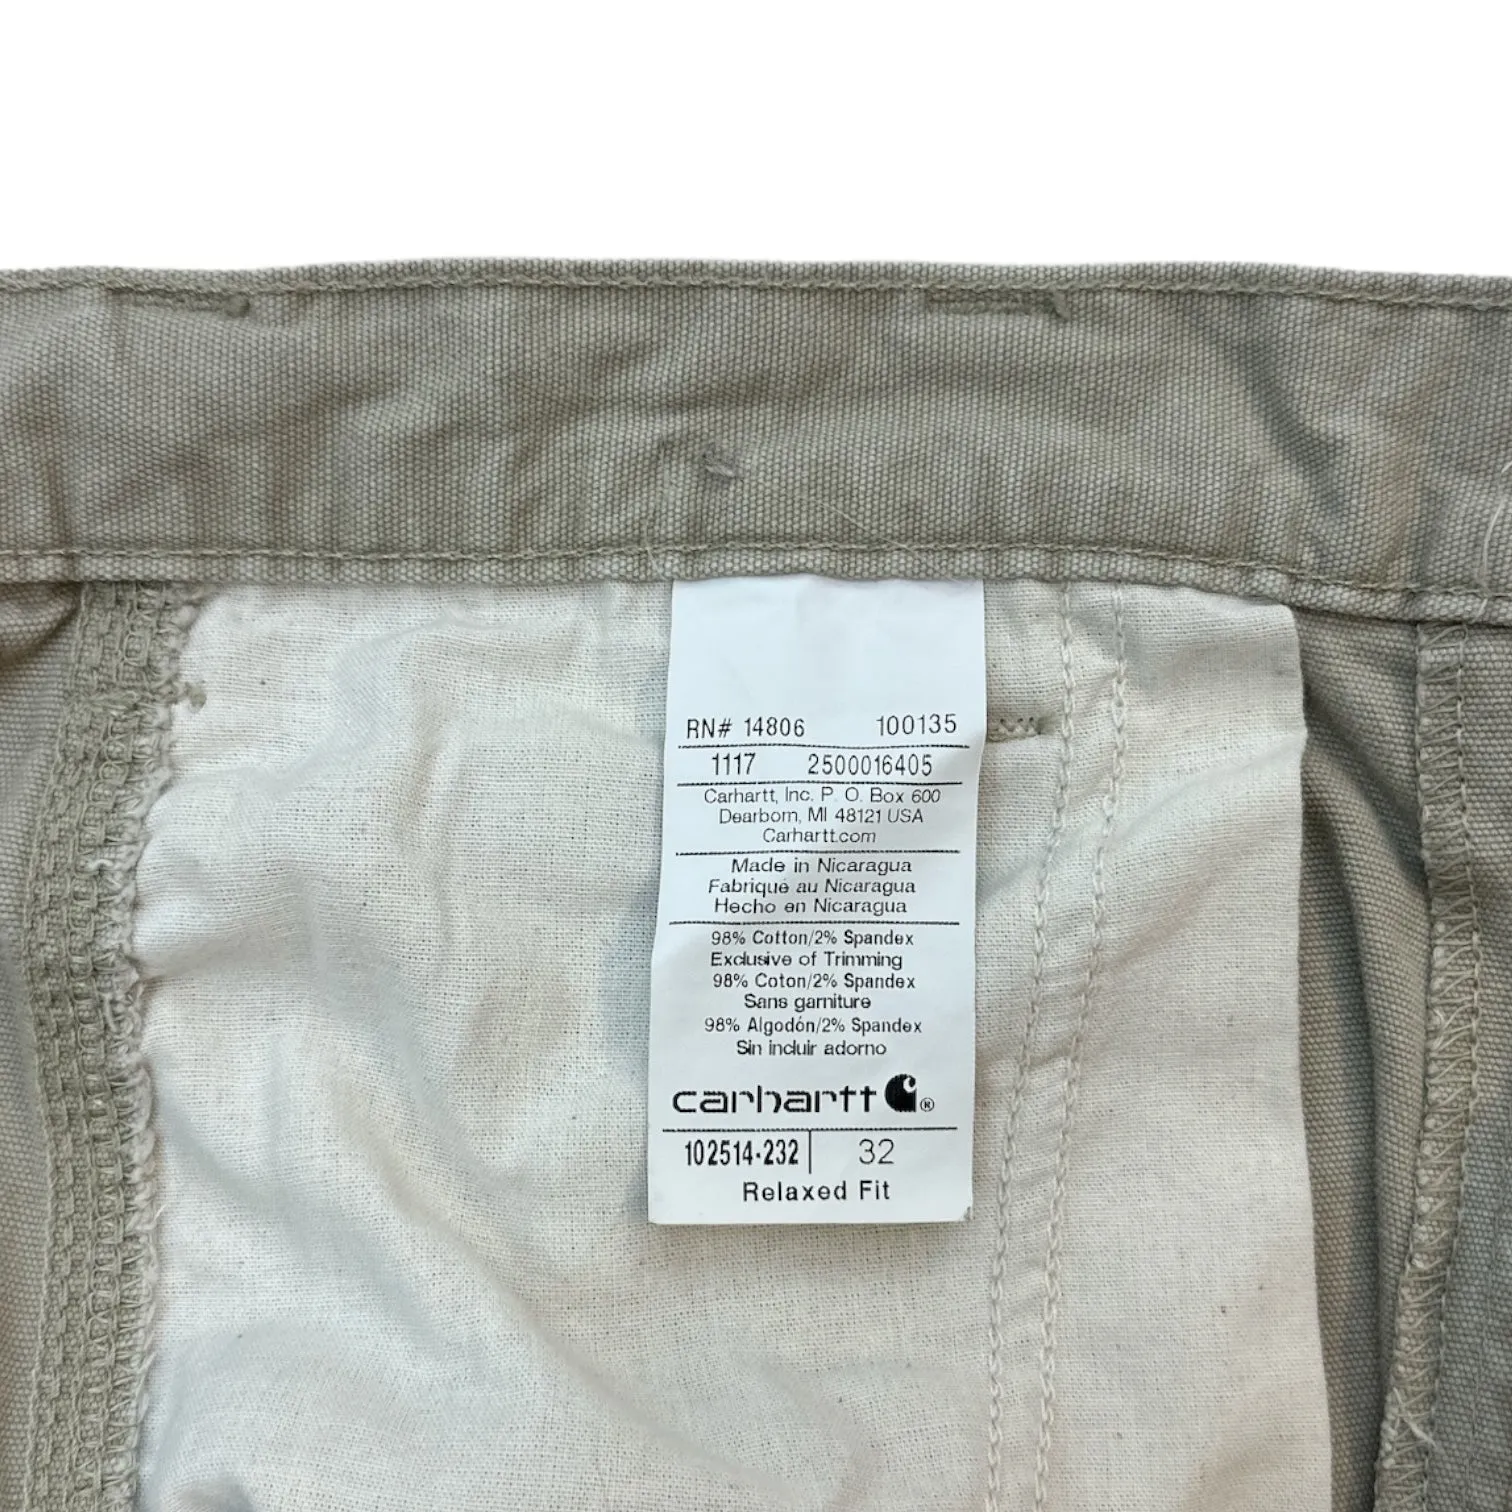 RN# 14806 100135
1117 2500016405
Carhartt, Inc. P. O. Box 600
Dearborn, MI 48121 USA
Carhartt.com
Made in Nicaragua
Fabriqué au Nicaragua
Hecho en Nicaragua
98% Cotton/2% Spandex
Exclusive of Trimming
98% Coton/2% Spandex
Sans garniture
98% Algodón/2% Spandex
Sin incluir adorno
carhartt ®
102514-232 32
Relaxed Fit